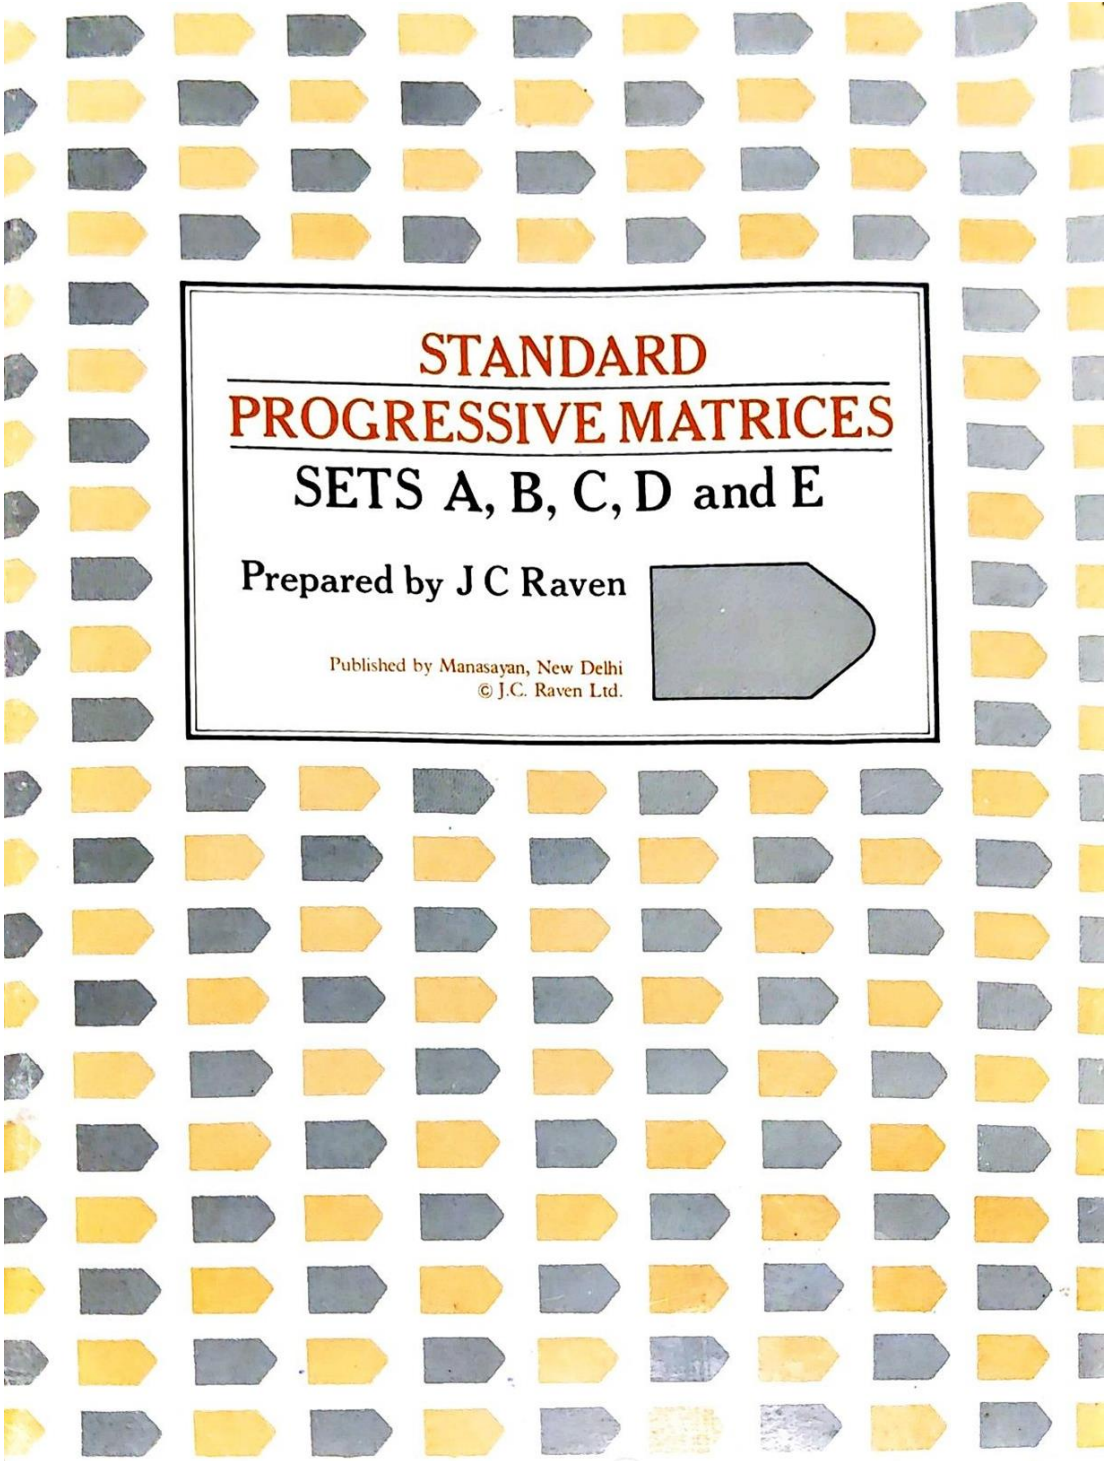 STANDARD
PROGRESSIVE MATRICES
SETS A, B, C, D and E
Prepared by J C Raven
Published by Manasayan, New Delhi
© J.C. Raven Ltd.